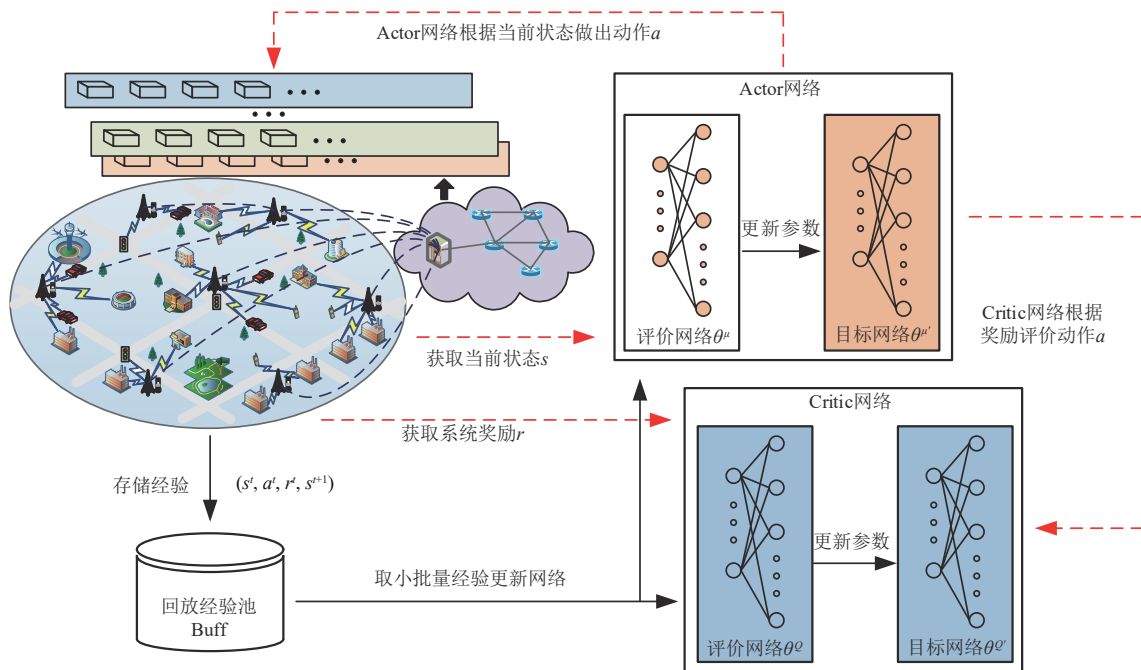 Actor网络根据当前状态做出动作a
Actor网络
更新参数
评价网络θ^μ
目标网络θ^μ'
获取当前状态s
Critic网络根据
奖励评价动作a
Critic网络
获取系统奖励r
存储经验
(s^t, a^t, r^t, s^t+1)
更新参数
取小批量经验更新网络
回放经验池
Buff
评价网络θ^Q
目标网络θ^Q'